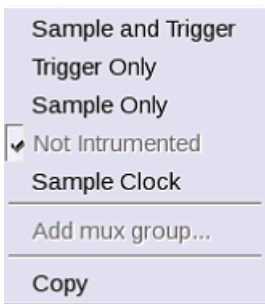 Sample and Trigger
Trigger Only
Sample Only
Not Intrumented
Sample Clock
Add mux group...
Copy